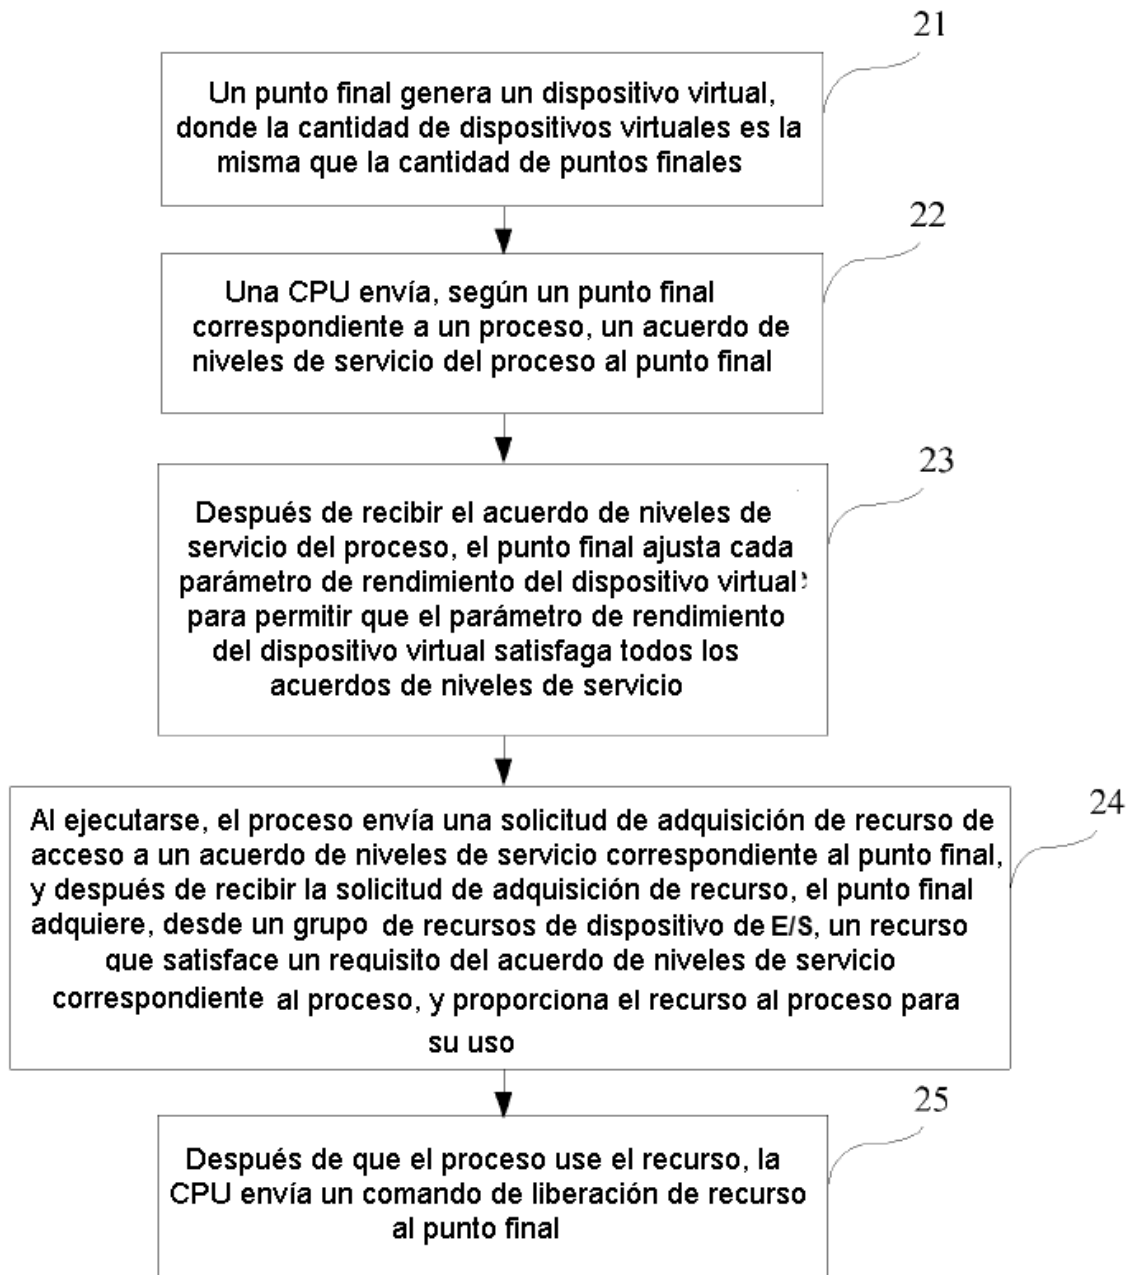 21
Un punto final genera un dispositivo virtual,
donde la cantidad de dispositivos virtuales es la
misma que la cantidad de puntos finales
22
Una CPU envía, según un punto final
correspondiente a un proceso, un acuerdo de
niveles de servicio del proceso al punto final
23
Después de recibir el acuerdo de niveles de
servicio del proceso, el punto final ajusta cada
parámetro de rendimiento del dispositivo virtual,
para permitir que el parámetro de rendimiento
del dispositivo virtual satisfaga todos los
acuerdos de niveles de servicio
24
Al ejecutarse, el proceso envía una solicitud de adquisición de recurso de
acceso a un acuerdo de niveles de servicio correspondiente al punto final,
y después de recibir la solicitud de adquisición de recurso, el punto final
adquiere, desde un grupo de recursos de dispositivo de E/S, un recurso
que satisface un requisito del acuerdo de niveles de servicio
correspondiente al proceso, y proporciona el recurso al proceso para
su uso
25
Después de que el proceso use el recurso, la
CPU envía un comando de liberación de recurso
al punto final